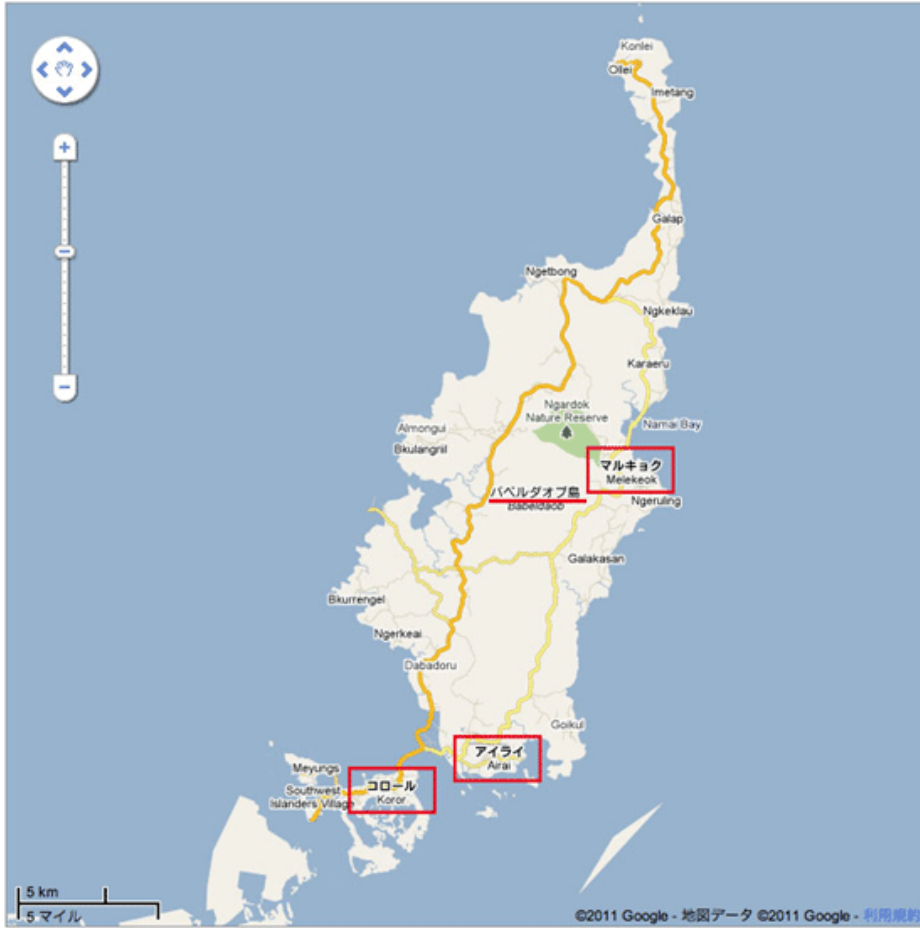 Konlei
Ollei
Imetang
Galap
Ngetbong
Ngkeklau
Karaeru
Ngardok
Nature Reserve
Namai Bay
Almongui
Bkulangriil
マルキョク
Melekeok
バベルダオブ島
Babeldaob
Ngeruling
Galakasan
Bkurrengel
Ngerkeai
Dabadoru
Goikul
アイライ
Airai
Meyungs
コロール
Koror
Southwest
Islanders Village
5 km
5 マイル
©2011 Google - 地図データ ©2011 Google - 利用規約